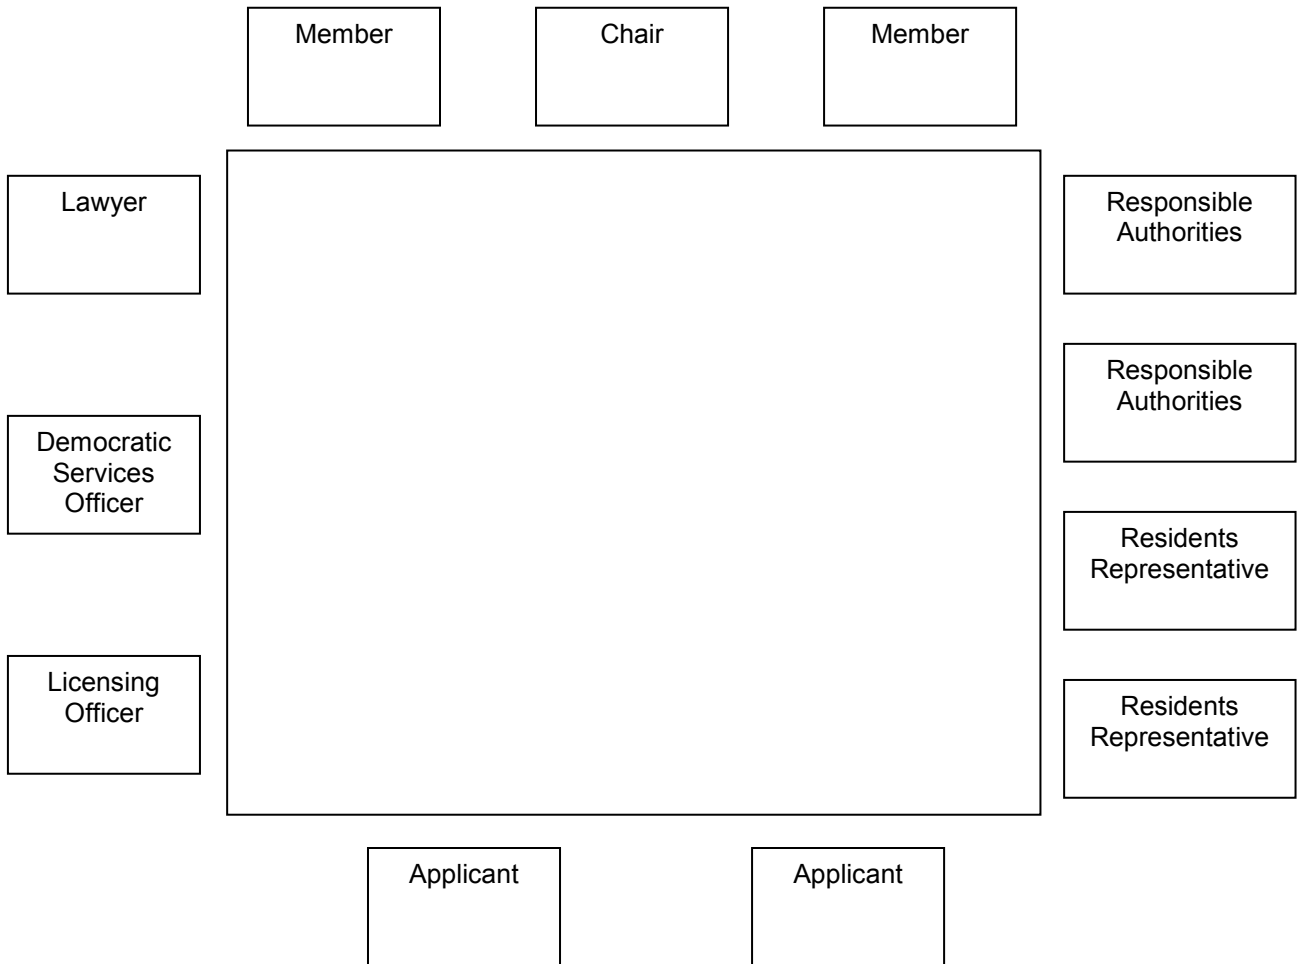 Member
Chair
Member
Lawyer
Responsible
Authorities
Responsible
Authorities
Democratic
Services
Officer
Residents
Representative
Licensing
Officer
Residents
Representative
Applicant
Applicant